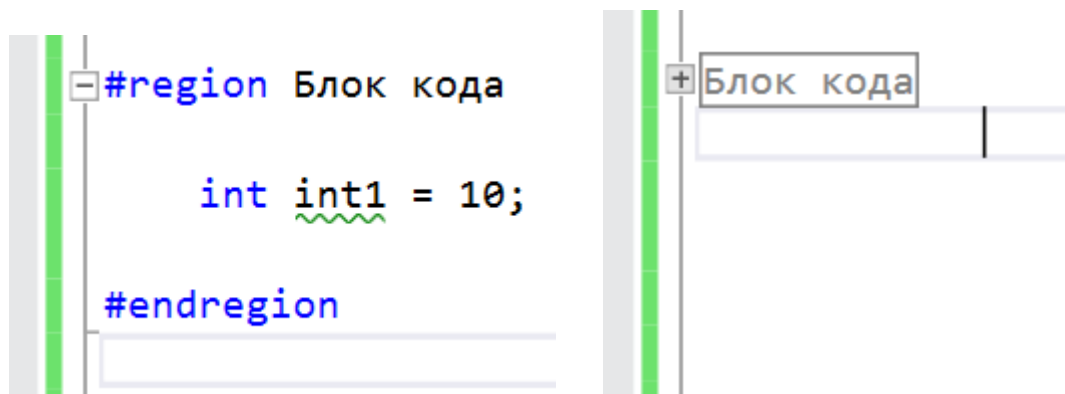 #region Блок кода
int int1 = 10;
#endregion
Блок кода